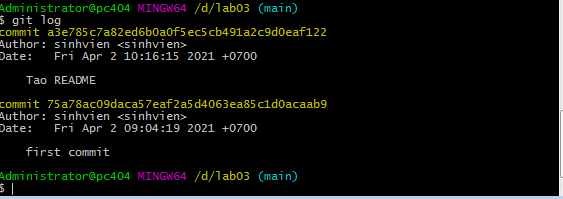 Administrator@pc404 MINGW64 /d/lab03 (main)
$ git log
commit a3e785c7a82ed6b0a0f5ec5cb491a2c9d0eaf122
Author: sinhvien <sinhvien>
Date:   Fri Apr 2 10:16:15 2021 +0700
    Tao README
commit 75a78ac09daca57eaf2a5d4063ea85c1d0acaab9
Author: sinhvien <sinhvien>
Date:   Fri Apr 2 09:04:19 2021 +0700
    first commit
Administrator@pc404 MINGW64 /d/lab03 (main)
$